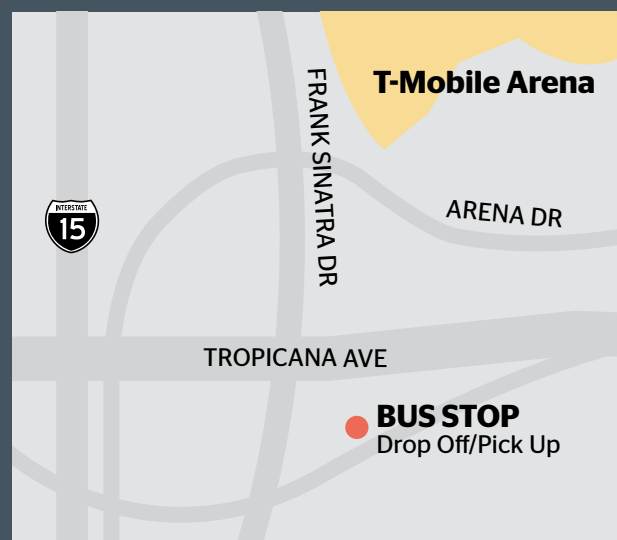 T-Mobile Arena
FRANK SINATRA DR
INTERSTATE
15
ARENA DR
TROPICANA AVE
BUS STOP
Drop Off/Pick Up